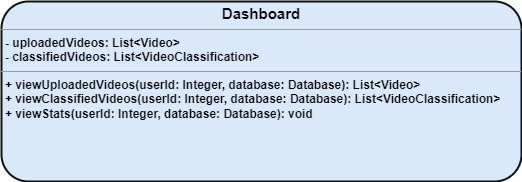 Dashboard
- uploadedVideos: List<Video>
- classifiedVideos: List<VideoClassification>
+ viewUploadedVideos(userId: Integer, database: Database): List<Video>
+ viewClassifiedVideos(userId: Integer, database: Database): List<VideoClassification>
+ viewStats(userId: Integer, database: Database): void